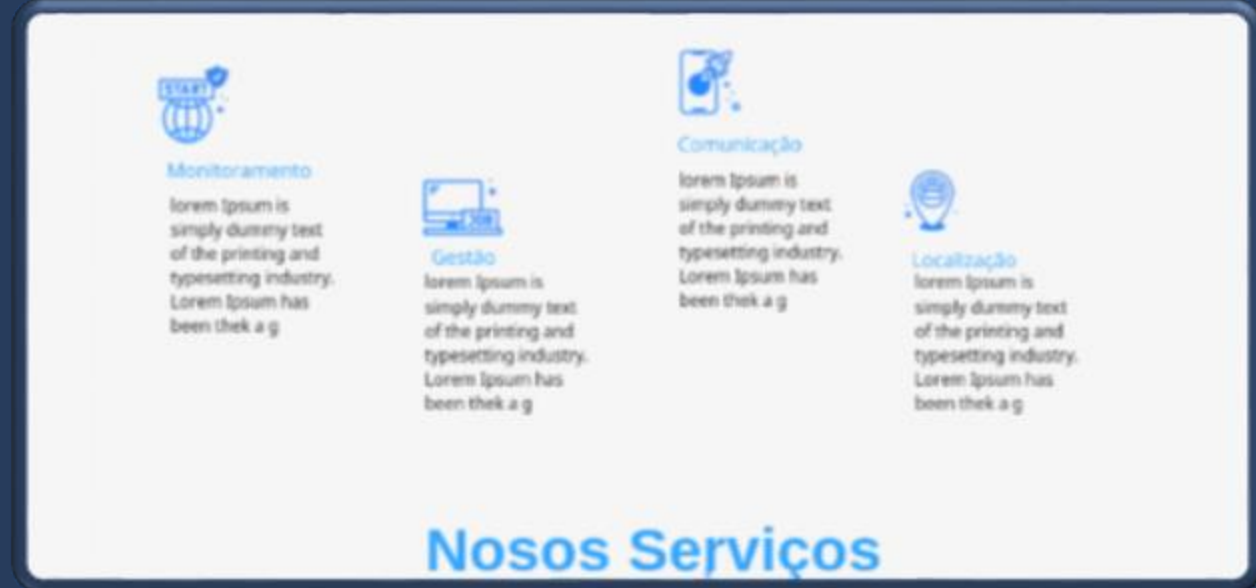 START
Monitoramento
lorem Ipsum is
simply dummy text
of the printing and
typesetting industry.
Lorem Ipsum has
been thek a g
JOB
Gestão
lorem Ipsum is
simply dummy text
of the printing and
typesetting industry.
Lorem Ipsum has
been thek a g
Comunicação
lorem Ipsum is
simply dummy text
of the printing and
typesetting industry.
Lorem Ipsum has
been thek a g
Localização
lorem Ipsum is
simply dummy text
of the printing and
typesetting industry.
Lorem Ipsum has
been thek a g
Nosos Serviços